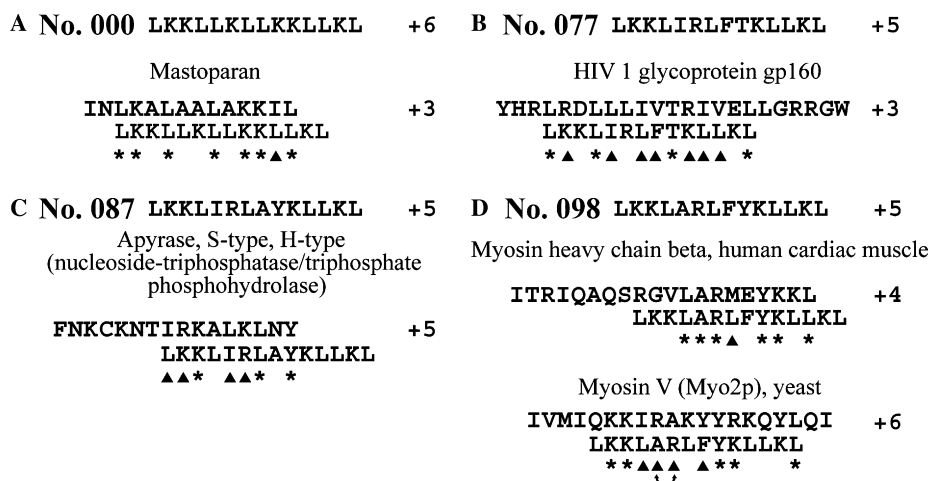 A No. 000 LKKLLKLLKKLLKL +6
Mastoparan
INLKALAALAKKIL +3
LKKLLKLLKKLLKL
** * * **▲*
B No. 077 LKKLIRLFTKLLKL +5
HIV 1 glycoprotein gp160
YHRLRDLLLIVTRIVELLGRRGW +3
LKKLIRLFTKLLKL
*▲ *▲ ▲▲*▲▲▲ *
C No. 087 LKKLIRLAYKLLKL +5
Apyrase, S-type, H-type
(nucleoside-triphosphatase/triphosphate
phosphohydrolase)
FNKCKNTIRKALKLNY +5
LKKLIRLAYKLLKL
▲▲* ▲▲* *
D No. 098 LKKLARLFYKLLKL +5
Myosin heavy chain beta, human cardiac muscle
ITRIQAQSRGVLARMEYKKL +4
LKKLARLFYKLLKL
***▲ ** *
Myosin V (Myo2p), yeast
IVMIQKKIRAKYYRKQYLQI +6
LKKLARLFYKLLKL
**▲▲▲ ▲** *